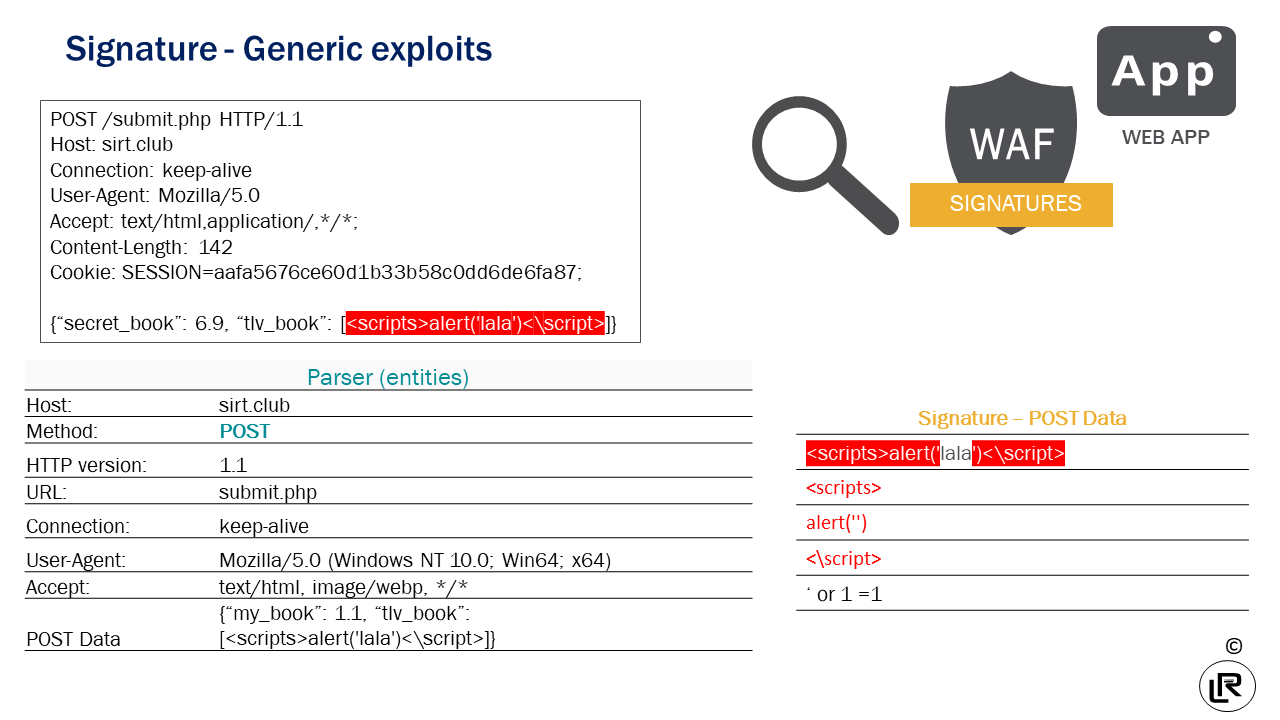 Signature - Generic exploits
App
WEB APP
WAF
SIGNATURES
POST /submit.php HTTP/1.1
Host: sirt.club
Connection: keep-alive
User-Agent: Mozilla/5.0
Accept: text/html,application/,*/*;
Content-Length: 142
Cookie: SESSION=aafa5676ce60d1b33b58c0dd6de6fa87;
{“secret_book”: 6.9, “tlv_book”: [<scripts>alert('lala')<\script>]}
Parser (entities)
Host: sirt.club
Method: POST
HTTP version: 1.1
URL: submit.php
Connection: keep-alive
User-Agent: Mozilla/5.0 (Windows NT 10.0; Win64; x64)
Accept: text/html, image/webp, */*
POST Data {“my_book”: 1.1, “tlv_book”:
[<scripts>alert('lala')<\script>]}
Signature – POST Data
<scripts>alert('lala')<\script>
<scripts>
alert('')
<\script>
‘ or 1 =1
©
LR